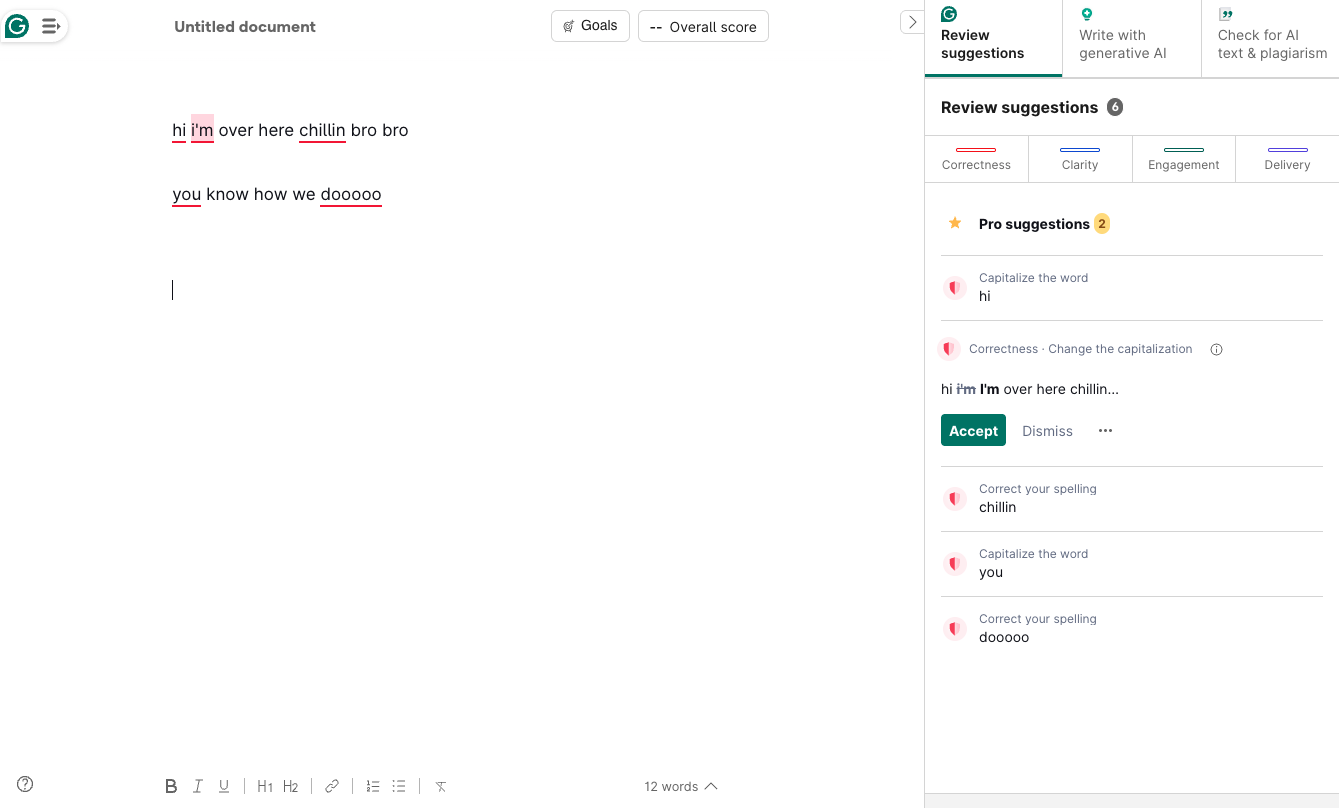 Untitled document
Goals
-- Overall score
hi i'm over here chillin bro bro
you know how we dooooo
B I U H1 H2
12 words
Review suggestions
Write with generative AI
Check for AI text & plagiarism
Review suggestions 6
Correctness
Clarity
Engagement
Delivery
Pro suggestions 2
Capitalize the word
hi
Correctness · Change the capitalization
hi i'm I'm over here chillin...
Accept
Dismiss
Correct your spelling
chillin
Capitalize the word
you
Correct your spelling
dooooo